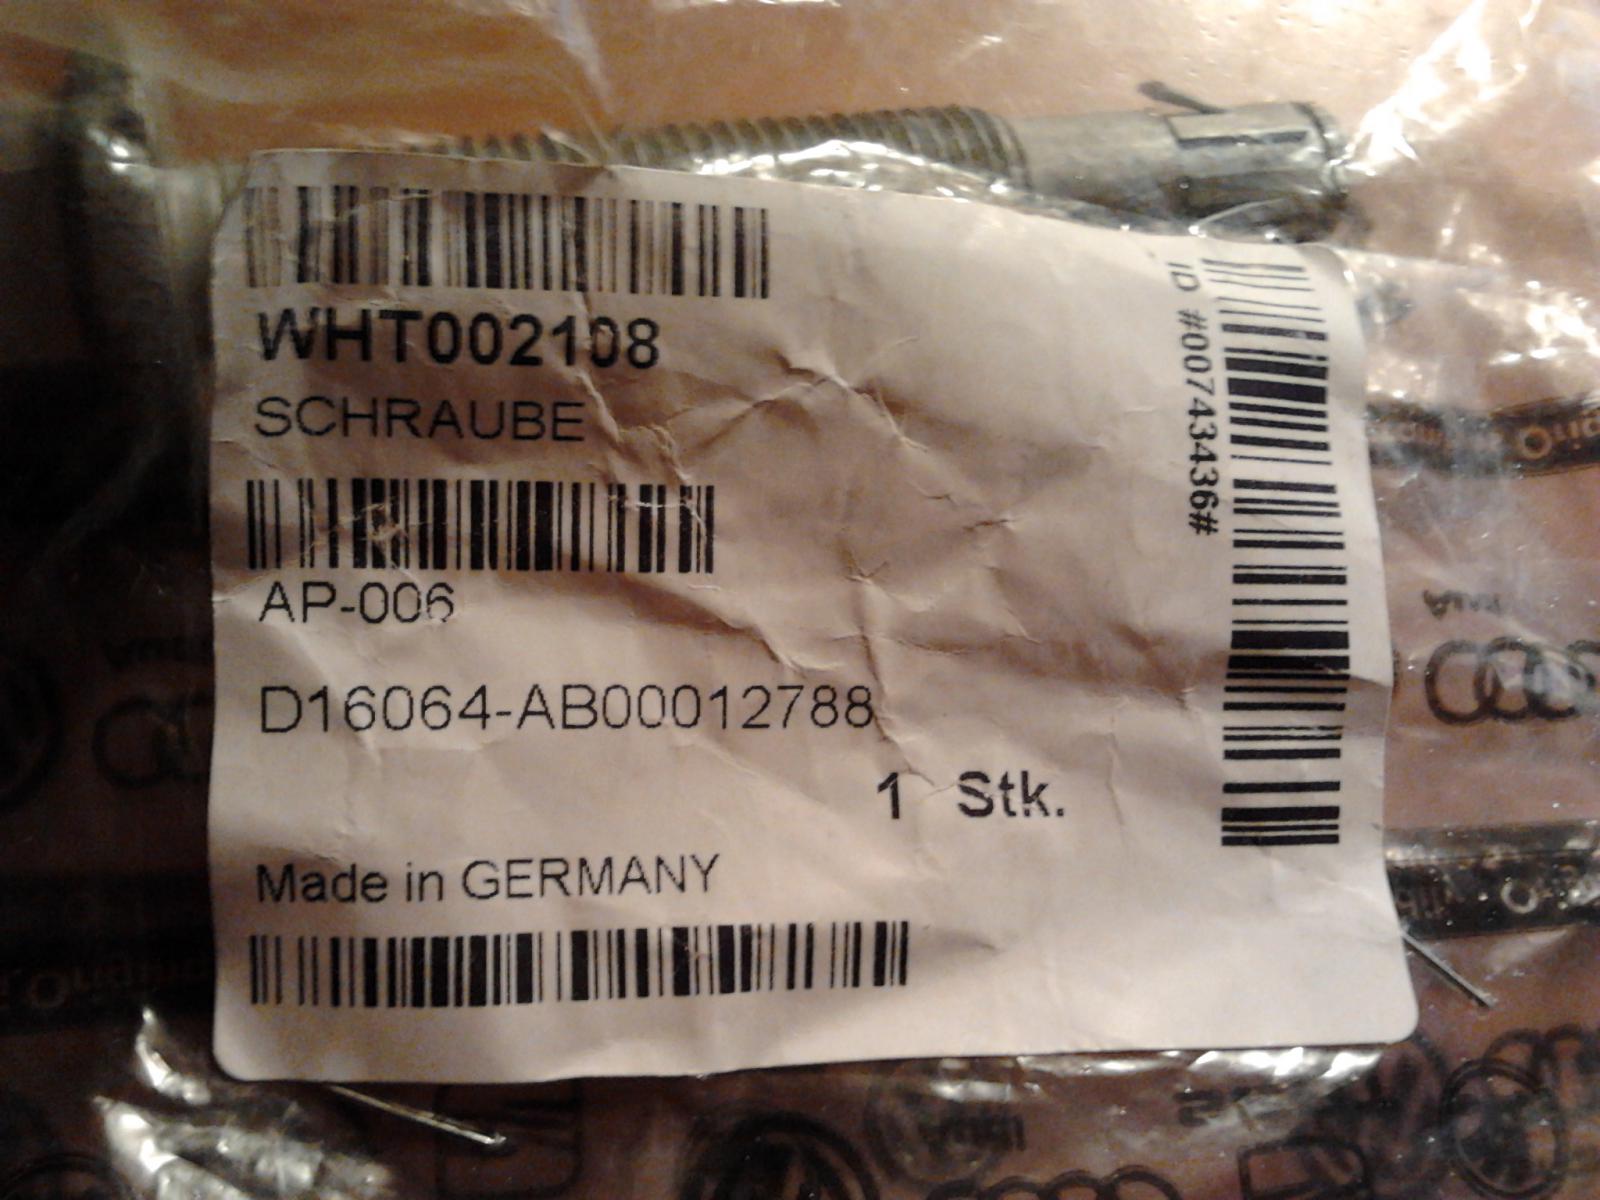 WHT002108
SCHRAUBE
AP-006
D16064-AB00012788
1 Stk.
Made in GERMANY
ID #00743436#